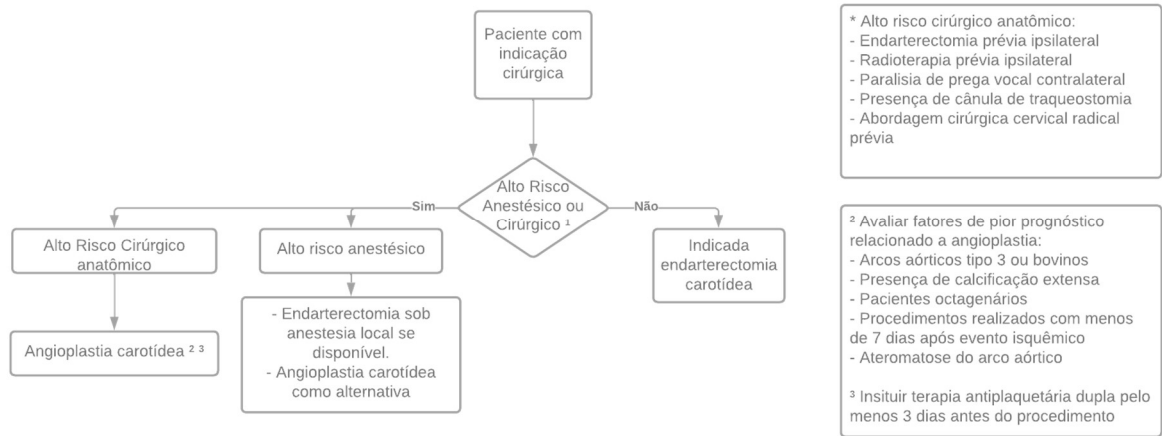 Paciente com
indicação
cirúrgica
Alto Risco
Anestésico ou
Cirúrgico ¹
Sim
Não
Alto Risco Cirúrgico
anatômico
Alto risco anestésico
Indicada
endarterectomia
carotídea
Angioplastia carotídea ² ³
- Endarterectomia sob
anestesia local se
disponível.
- Angioplastia carotídea
como alternativa
* Alto risco cirúrgico anatômico:
- Endarterectomia prévia ipsilateral
- Radioterapia prévia ipsilateral
- Paralisia de prega vocal contralateral
- Presença de cânula de traqueostomia
- Abordagem cirúrgica cervical radical
prévia
² Avaliar fatores de pior prognóstico
relacionado a angioplastia:
- Arcos aórticos tipo 3 ou bovinos
- Presença de calcificação extensa
- Pacientes octagenários
- Procedimentos realizados com menos
de 7 dias após evento isquêmico
- Ateromatose do arco aórtico
³ Insituir terapia antiplaquetária dupla pelo
menos 3 dias antes do procedimento